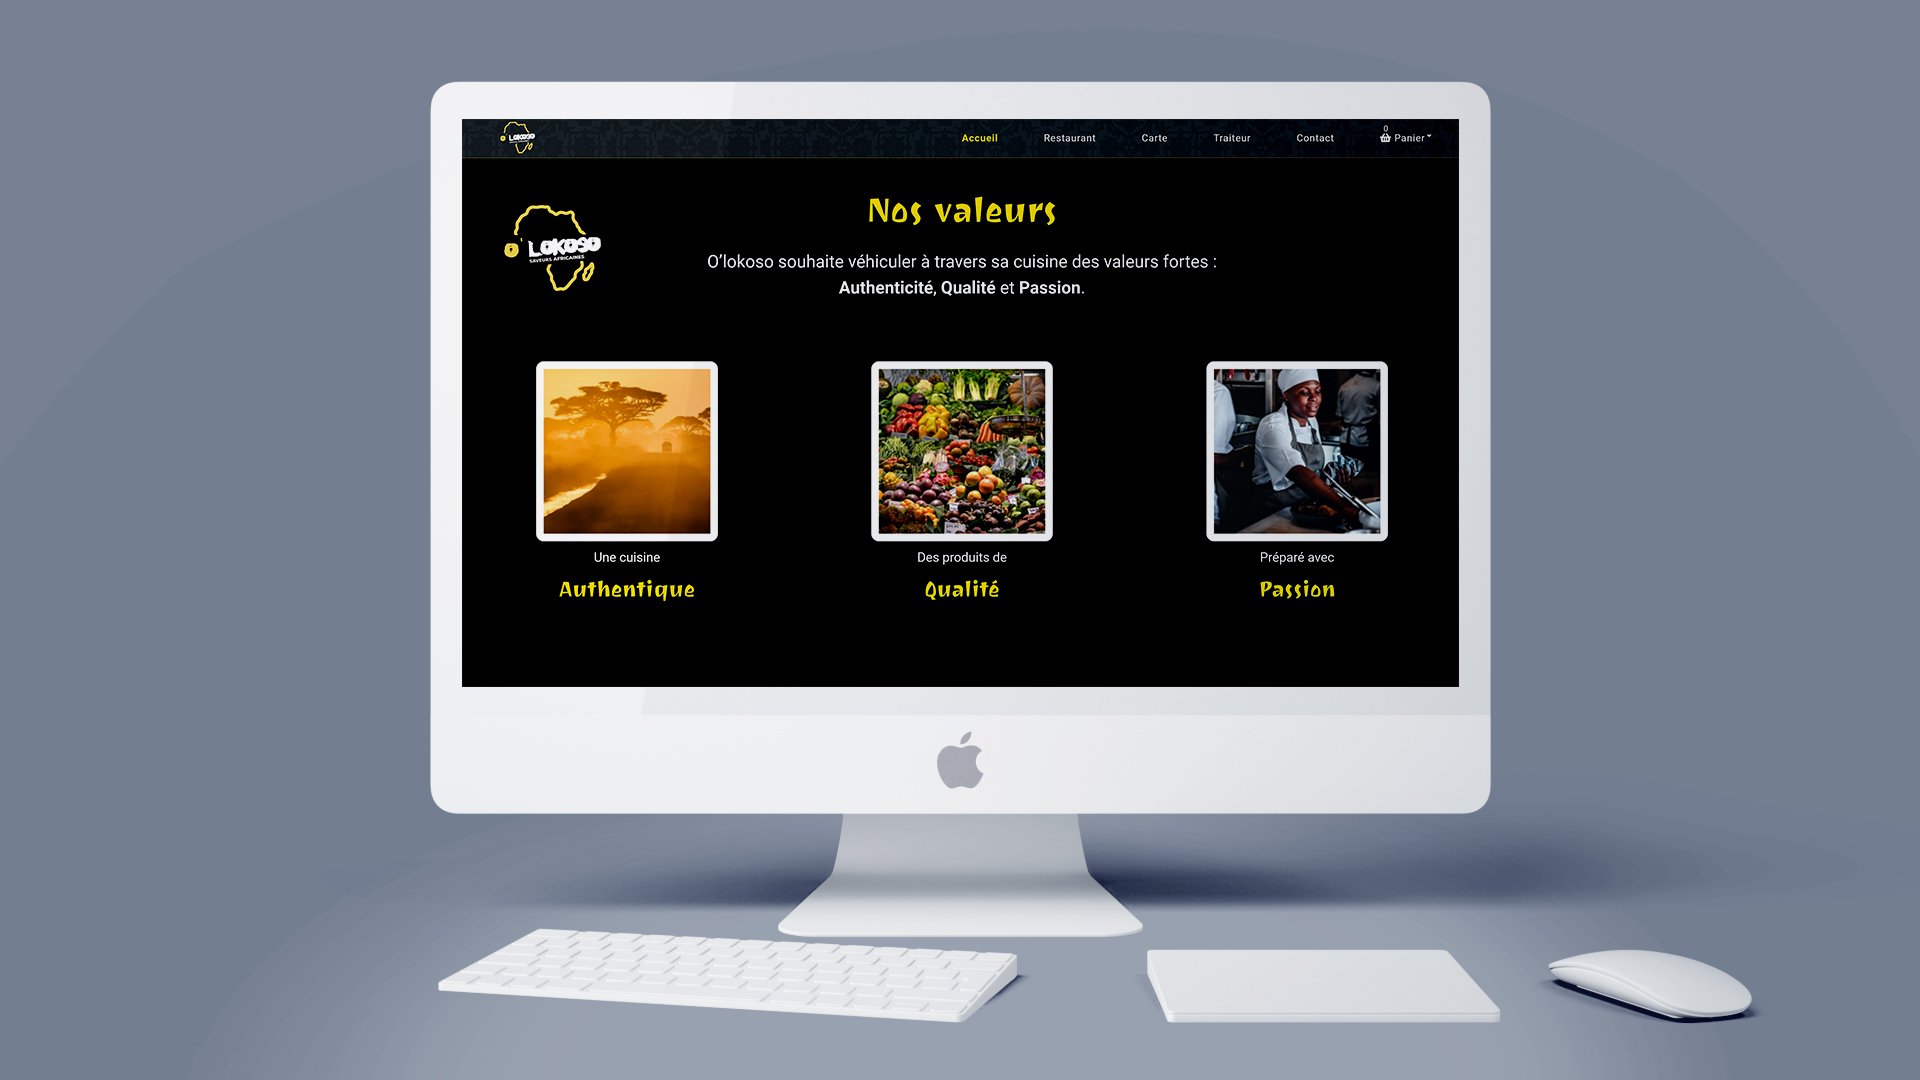 O' LOKOSO
Accueil
Restaurant
Carte
Traiteur
Contact
0
Panier
O' LOKOSO
SAVEURS AFRICAINES
Nos valeurs
O’lokoso souhaite véhiculer à travers sa cuisine des valeurs fortes :
Authenticité, Qualité et Passion.
Une cuisine
Authentique
Des produits de
Qualité
Préparé avec
Passion